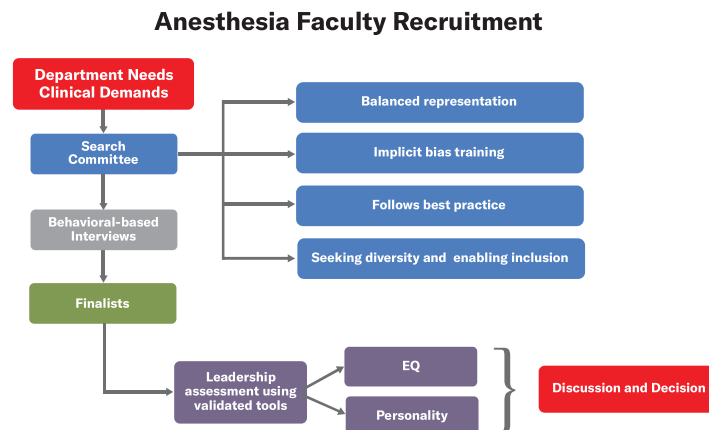 Anesthesia Faculty Recruitment
Department Needs
Clinical Demands
Balanced representation
Search
Committee
Implicit bias training
Follows best practice
Behavioral-based
Interviews
Seeking diversity and enabling inclusion
Finalists
Leadership
assessment using
validated tools
EQ
Personality
Discussion and Decision